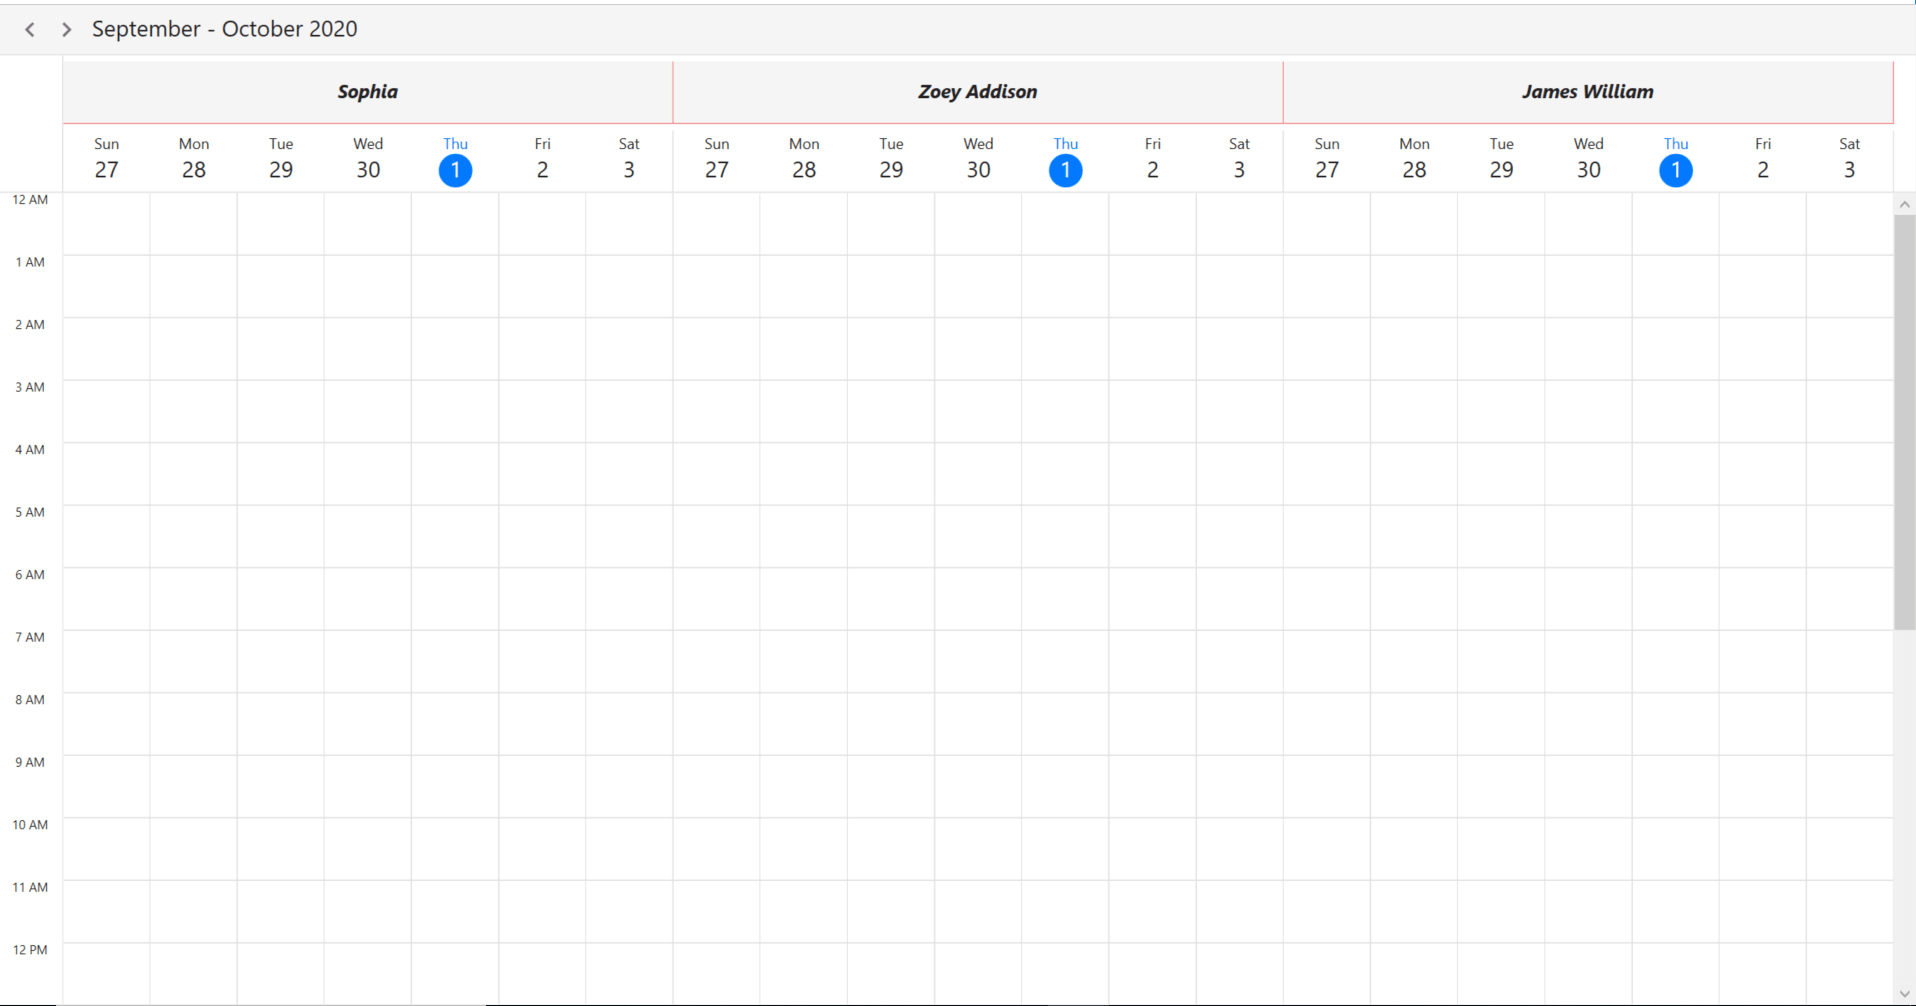 September - October 2020
Sophia Zoey Addison James William
Sun Mon Tue Wed Thu Fri Sat Sun Mon Tue Wed Thu Fri Sat Sun Mon Tue Wed Thu Fri Sat
27 28 29 30 1 2 3 27 28 29 30 1 2 3 27 28 29 30 1 2 3
12 AM
1 AM
2 AM
3 AM
4 AM
5 AM
6 AM
7 AM
8 AM
9 AM
10 AM
11 AM
12 PM